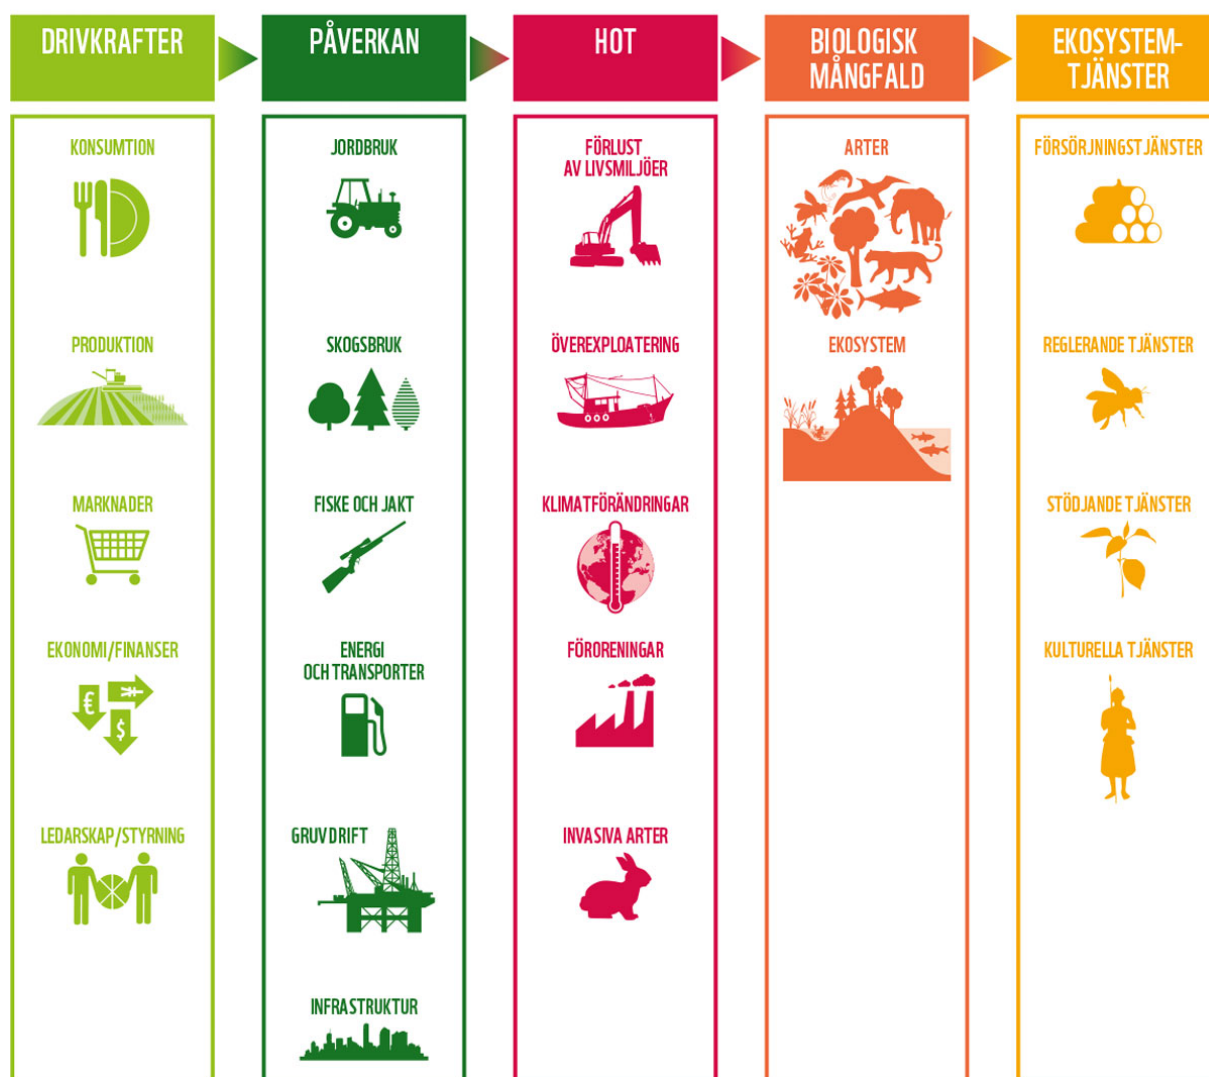 DRIVKRAFTER
PÅVERKAN
HOT
BIOLOGISK
MÅNGFALD
EKOSYSTEM-
TJÄNSTER
KONSUMTION
PRODUKTION
MARKNADER
EKONOMI/FINANSER
€
¥
$
LEDARSKAP/STYRNING
JORDBRUK
SKOGSBRUK
FISKE OCH JAKT
ENERGI
OCH TRANSPORTER
GRUVDRIFT
INFRASTRUKTUR
FÖRLUST
AV LIVSMILJÖER
ÖVEREXPLOATERING
KLIMATFÖRÄNDRINGAR
FÖRORENINGAR
INVASIVA ARTER
ARTER
EKOSYSTEM
FÖRSÖRJNINGSTJÄNSTER
REGLERANDE TJÄNSTER
STÖDJANDE TJÄNSTER
KULTURELLA TJÄNSTER